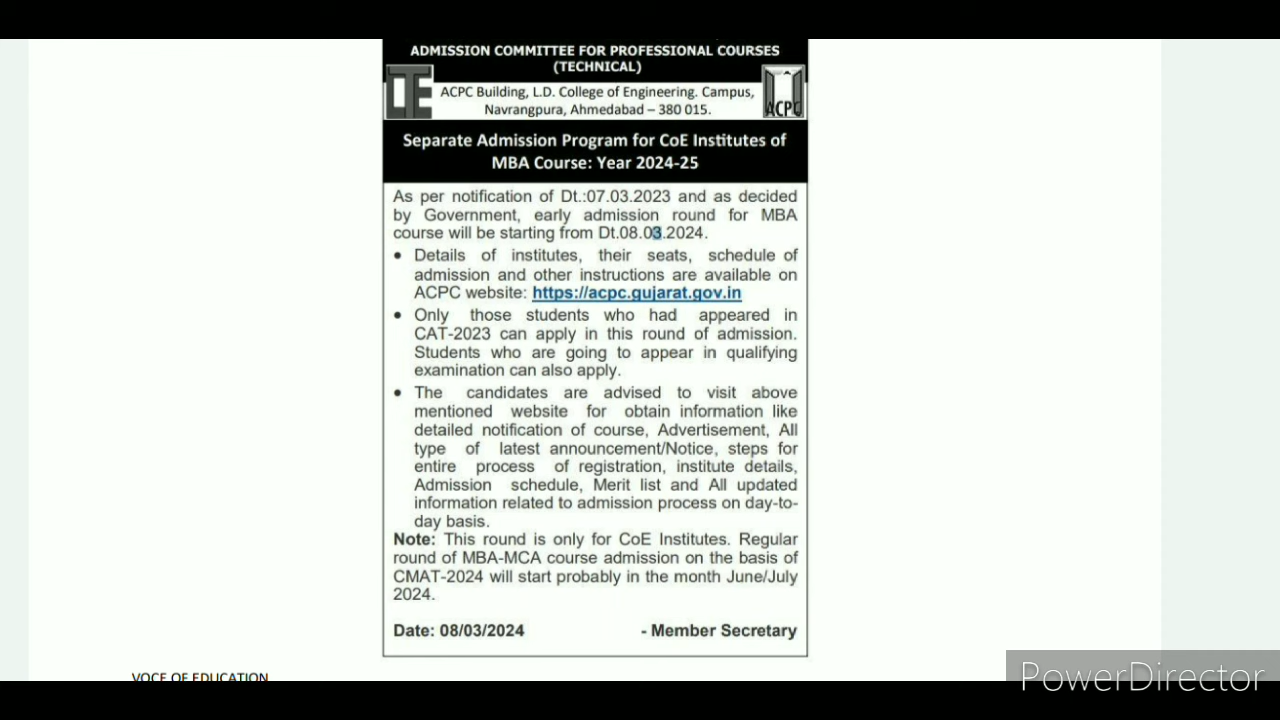 ADMISSION COMMITTEE FOR PROFESSIONAL COURSES
(TECHNICAL)
ACPC Building, L.D. College of Engineering. Campus,
Navrangpura, Ahmedabad – 380 015.
ACPC
Separate Admission Program for CoE Institutes of
MBA Course: Year 2024-25
As per notification of Dt.:07.03.2023 and as decided
by Government, early admission round for MBA
course will be starting from Dt.08.03.2024.
• Details of institutes, their seats, schedule of
admission and other instructions are available on
ACPC website: https://acpc.gujarat.gov.in
• Only those students who had appeared in
CAT-2023 can apply in this round of admission.
Students who are going to appear in qualifying
examination can also apply.
• The candidates are advised to visit above
mentioned website for obtain information like
detailed notification of course, Advertisement, All
type of latest announcement/Notice, steps for
entire process of registration, institute details,
Admission schedule, Merit list and All updated
information related to admission process on day-to-
day basis.
Note: This round is only for CoE Institutes. Regular
round of MBA-MCA course admission on the basis of
CMAT-2024 will start probably in the month June/July
2024.
Date: 08/03/2024 - Member Secretary
VOCE OF EDUCATION
PowerDirector